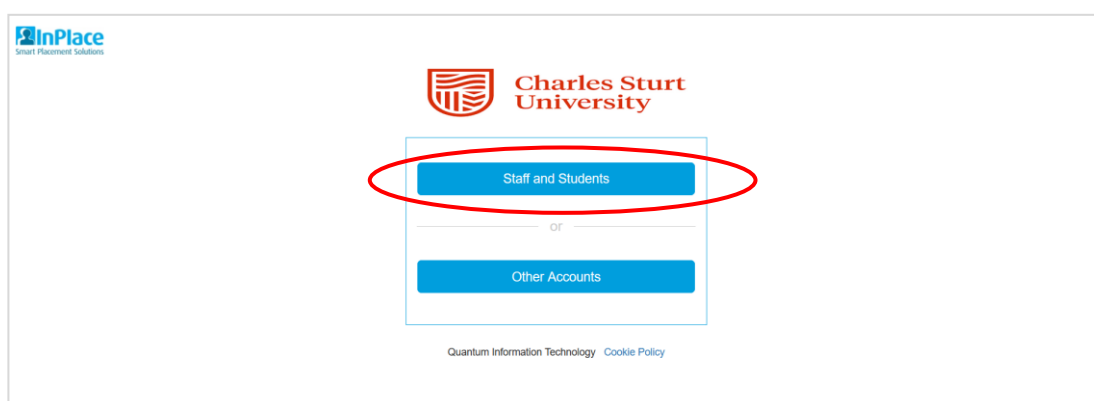 InPlace
Smart Placement Solutions
Charles Sturt
University
Staff and Students
or
Other Accounts
Quantum Information Technology Cookie Policy